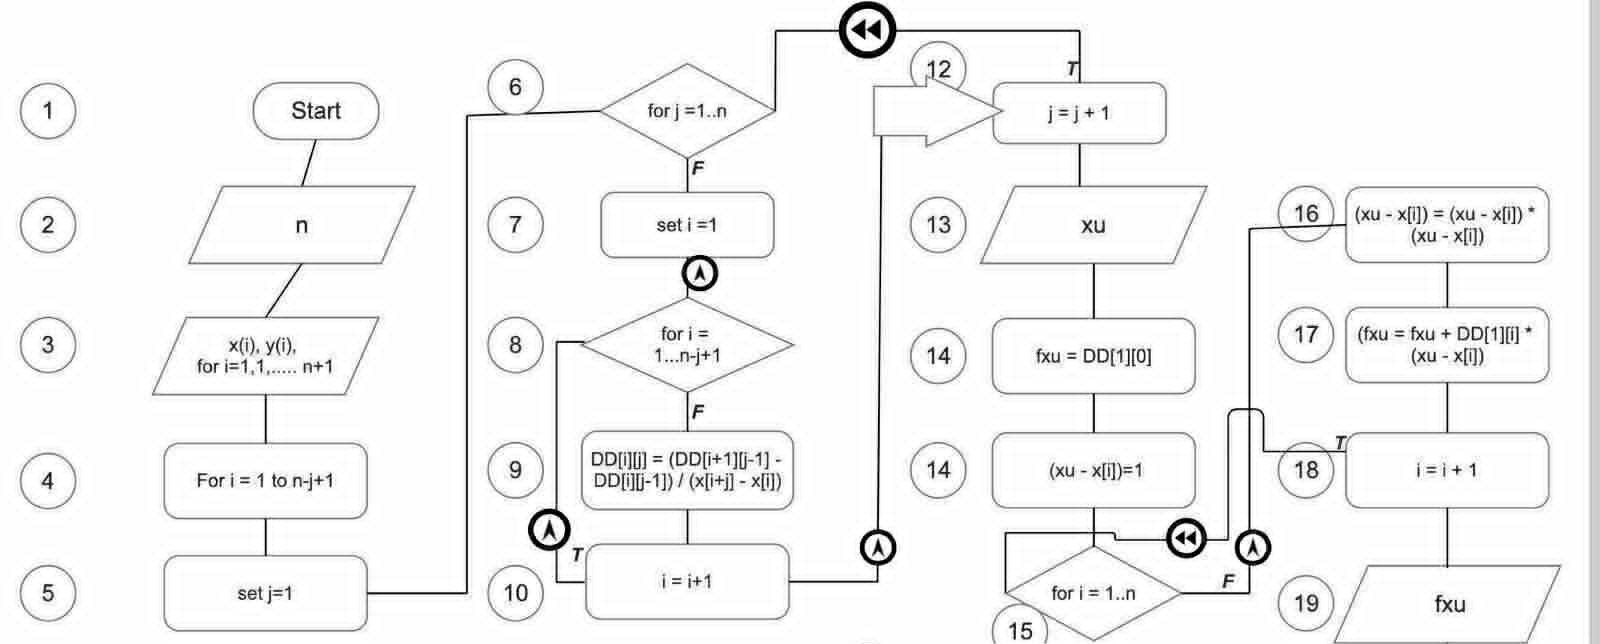 1
Start
2
n
3
x(i), y(i),
for i=1,1,..... n+1
4
For i = 1 to n-j+1
5
set j=1
6
for j =1..n
F
7
set i =1
8
for i =
1...n-j+1
F
9
DD[i][j] = (DD[i+1][j-1] -
DD[i][j-1]) / (x[i+j] - x[i])
T
10
i = i+1
12
T
j = j + 1
13
xu
14
fxu = DD[1][0]
14
(xu - x[i])=1
15
for i = 1..n
F
16
(xu - x[i]) = (xu - x[i]) *
(xu - x[i])
17
(fxu = fxu + DD[1][i] *
(xu - x[i])
T
18
i = i + 1
19
fxu